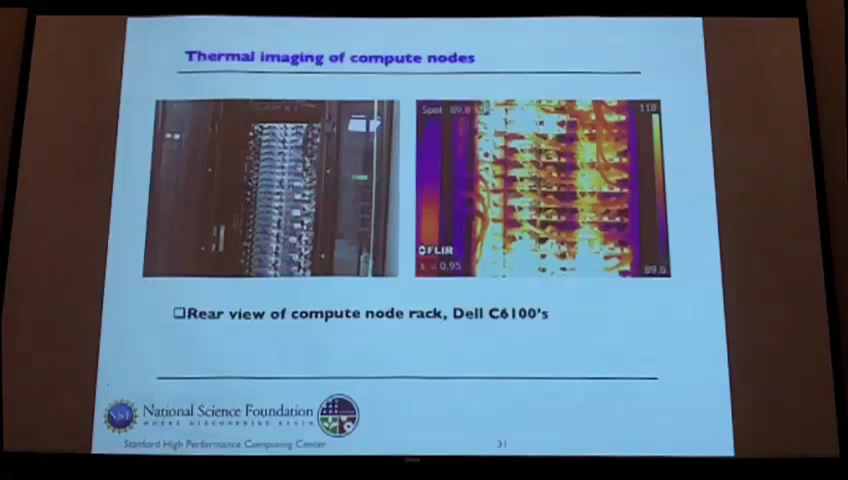 Thermal imaging of compute nodes
Spot 89.8
118
FLIR
ε = 0.95
89.6
❑Rear view of compute node rack, Dell C6100's
NSF
National Science Foundation
WHERE DISCOVERIES BEGIN
Stanford High Performance Computing Center
31